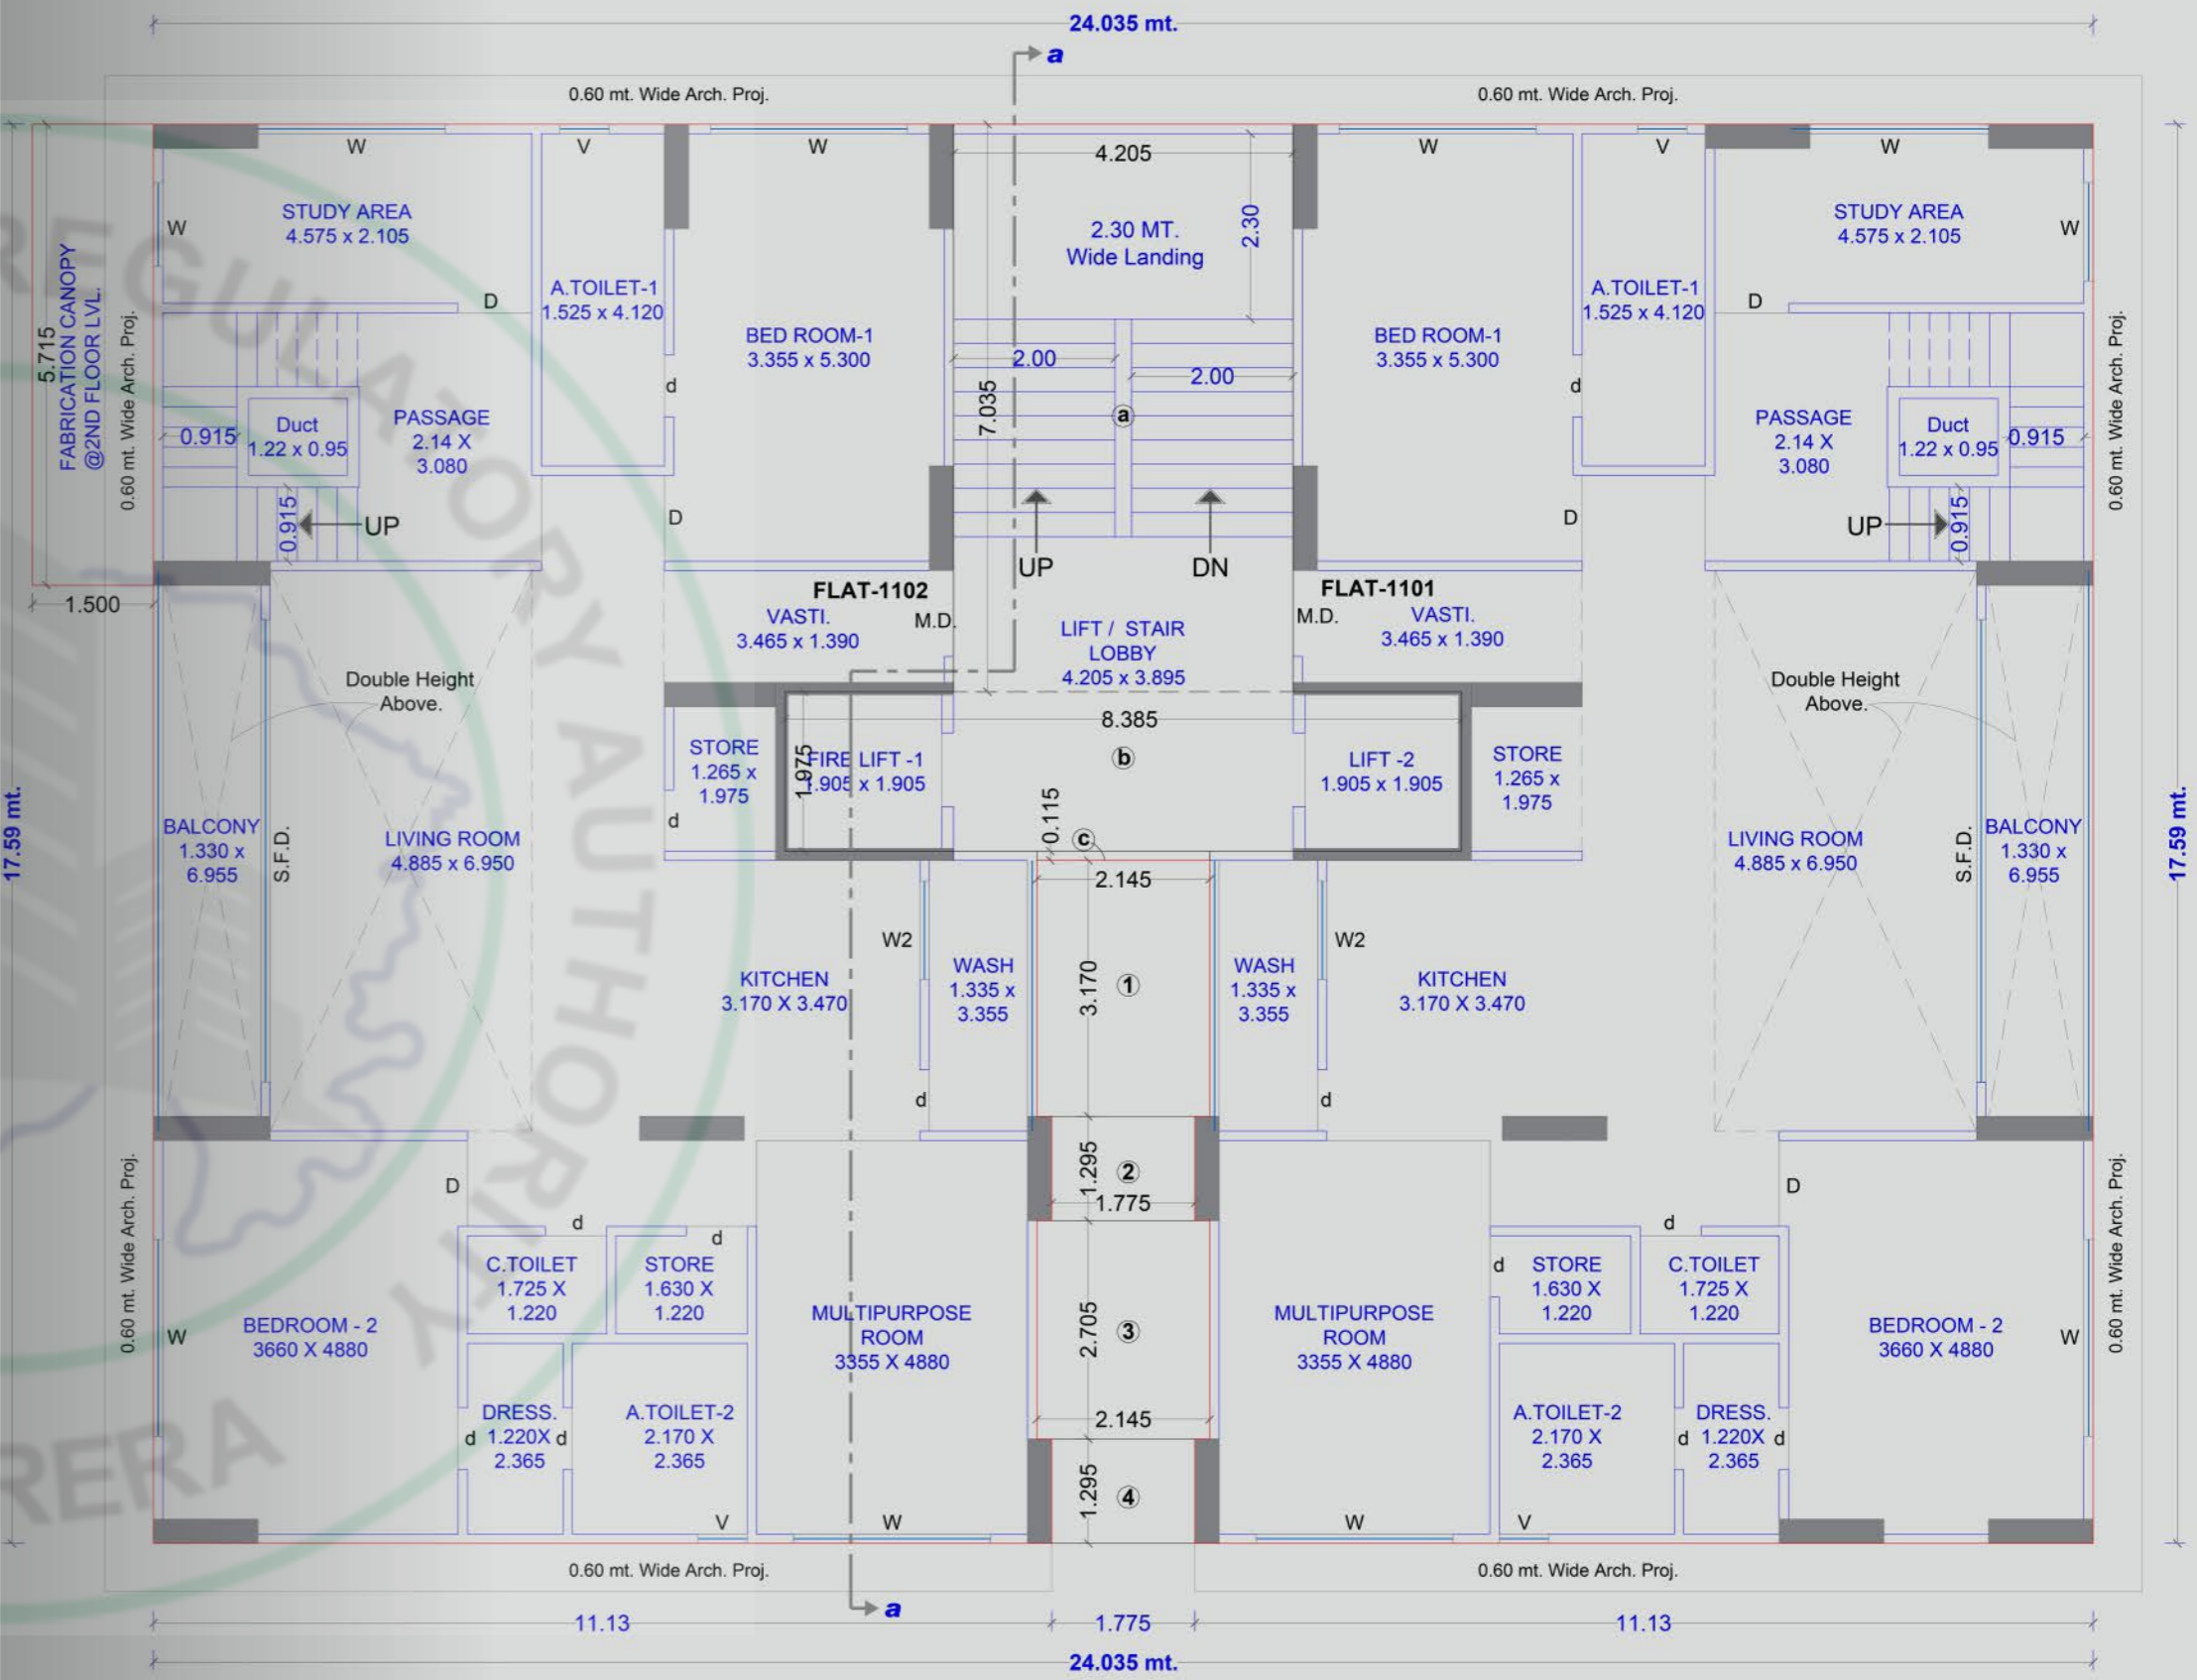 24.035 mt.
a
0.60 mt. Wide Arch. Proj.
0.60 mt. Wide Arch. Proj.
W
V
W
4.205
W
V
W
STUDY AREA
4.575 x 2.105
W
2.30 MT.
Wide Landing
2.30
STUDY AREA
4.575 x 2.105
W
5.715
FABRICATION CANOPY
@2ND FLOOR LVL.
0.60 mt. Wide Arch. Proj.
D
A.TOILET-1
1.525 x 4.120
BED ROOM-1
3.355 x 5.300
2.00
2.00
7.035
a
BED ROOM-1
3.355 x 5.300
A.TOILET-1
1.525 x 4.120
D
0.60 mt. Wide Arch. Proj.
d
d
0.915
Duct
1.22 x 0.95
PASSAGE
2.14 X
3.080
PASSAGE
2.14 X
3.080
Duct
1.22 x 0.95
0.915
0.915
UP
D
D
UP
0.915
UP
DN
1.500
FLAT-1102
VASTI.
3.465 x 1.390
M.D.
LIFT / STAIR
LOBBY
4.205 x 3.895
FLAT-1101
M.D.
VASTI.
3.465 x 1.390
Double Height
Above.
Double Height
Above.
8.385
STORE
1.265 x
1.975
1.975
FIRE LIFT -1
1.905 x 1.905
b
LIFT -2
1.905 x 1.905
STORE
1.265 x
1.975
d
0.115
c
17.59 mt.
BALCONY
1.330 x
6.955
S.F.D.
LIVING ROOM
4.885 x 6.950
2.145
LIVING ROOM
4.885 x 6.950
S.F.D.
BALCONY
1.330 x
6.955
17.59 mt.
W2
W2
KITCHEN
3.170 X 3.470
WASH
1.335 x
3.355
3.170
1
WASH
1.335 x
3.355
KITCHEN
3.170 X 3.470
d
d
0.60 mt. Wide Arch. Proj.
D
1.295
2
1.775
D
0.60 mt. Wide Arch. Proj.
d
d
d
C.TOILET
1.725 X
1.220
STORE
1.630 X
1.220
d
STORE
1.630 X
1.220
C.TOILET
1.725 X
1.220
W
BEDROOM - 2
3660 X 4880
MULTIPURPOSE
ROOM
3355 X 4880
2.705
3
MULTIPURPOSE
ROOM
3355 X 4880
BEDROOM - 2
3660 X 4880
W
2.145
d
DRESS.
1.220X
2.365
d
A.TOILET-2
2.170 X
2.365
A.TOILET-2
2.170 X
2.365
d
DRESS.
1.220X
2.365
d
1.295
4
V
W
W
V
0.60 mt. Wide Arch. Proj.
0.60 mt. Wide Arch. Proj.
a
11.13
1.775
11.13
24.035 mt.
REGULATORY AUTHORITY
RERA